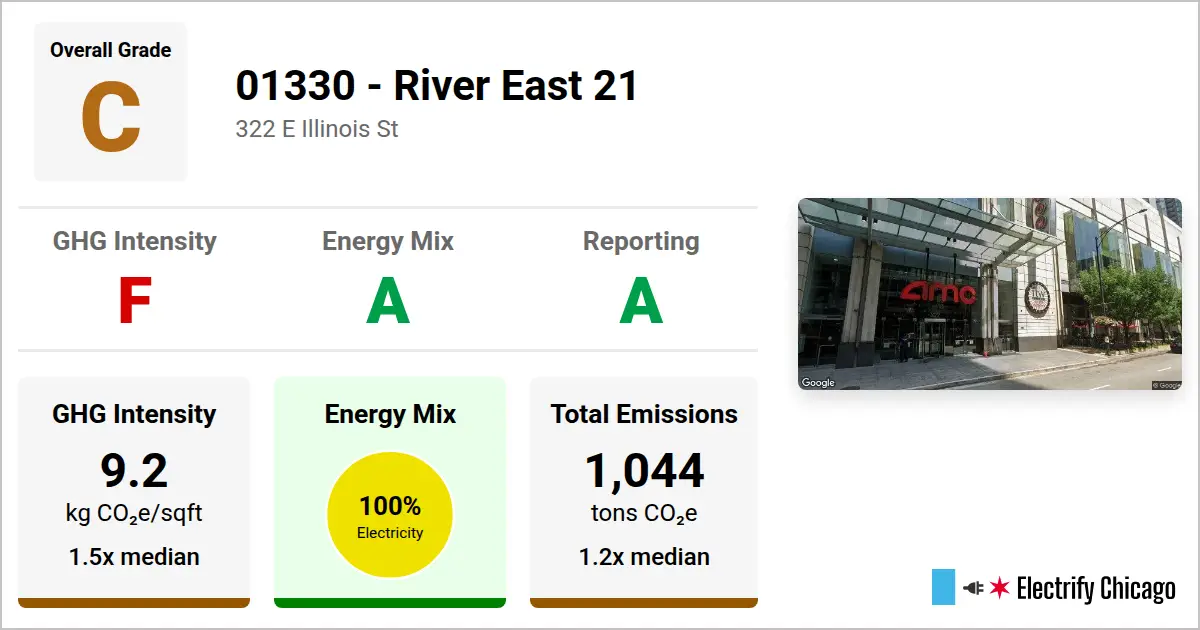 Overall Grade
C
01330 - River East 21
322 E Illinois St
GHG Intensity
F
Energy Mix
A
Reporting
A
amc
Google
© Google
GHG Intensity
9.2
kg CO₂e/sqft
1.5x median
Energy Mix
100%
Electricity
Total Emissions
1,044
tons CO₂e
1.2x median
Electrify Chicago